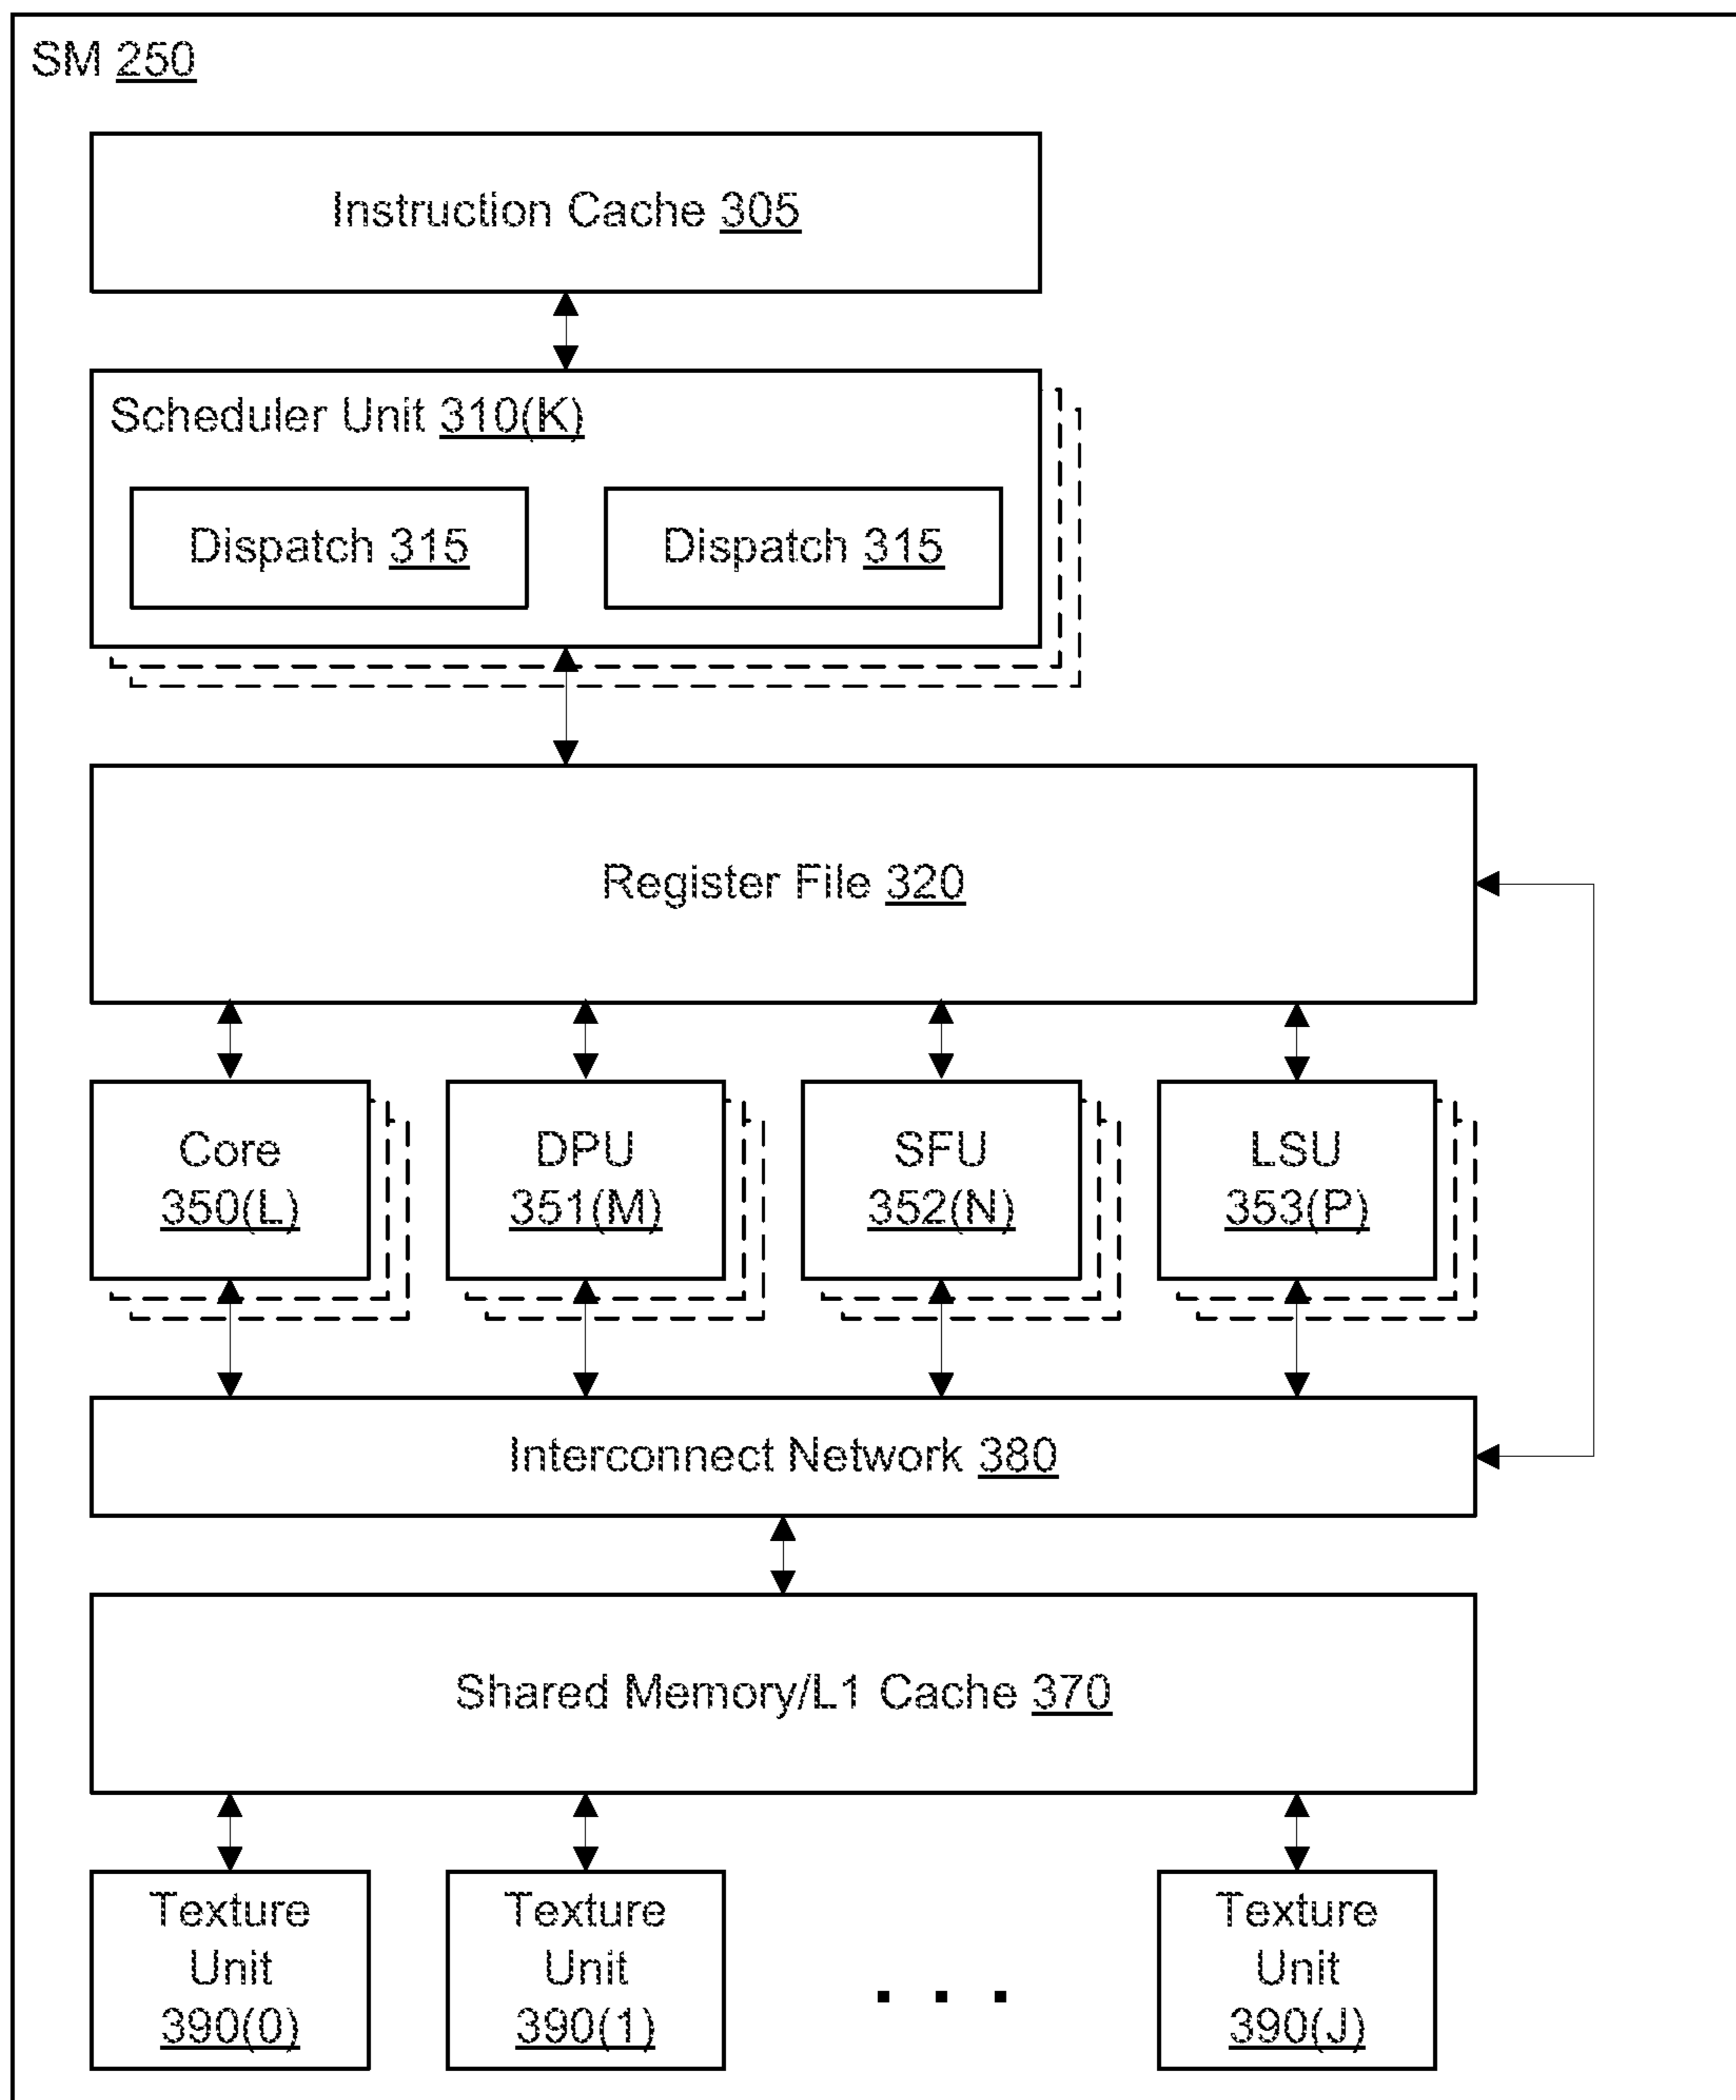 SM 250
Instruction Cache 305
Scheduler Unit 310(K)
Dispatch 315
Dispatch 315
Register File 320
Core
350(L)
DPU
351(M)
SFU
352(N)
LSU
353(P)
Interconnect Network 380
Shared Memory/L1 Cache 370
Texture
Unit
390(0)
Texture
Unit
390(1)
. . .
Texture
Unit
390(J)